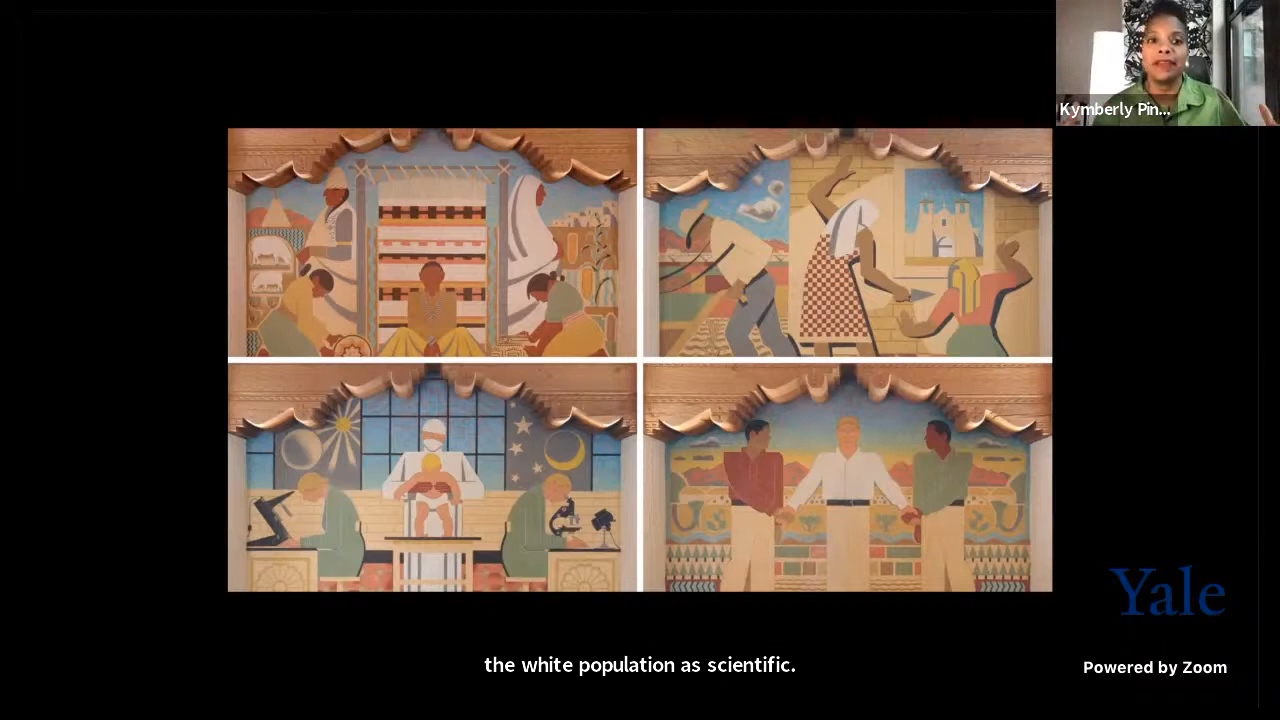 Kymberly Pin...
Yale
the white population as scientific.
Powered by Zoom